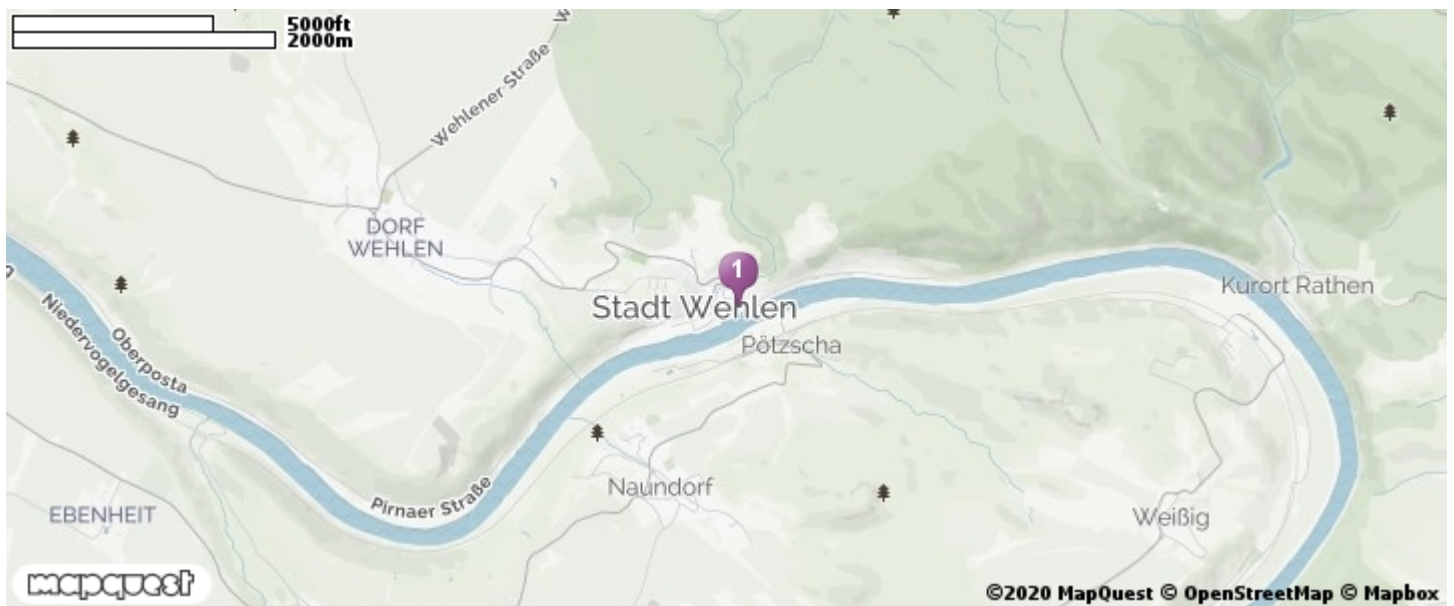 5000ft
2000m
Wehlener Straße
W
DORF
WEHLEN
1
Stadt Wehlen
Kurort Rathen
Pötzscha
Oberposta
Niedervogelgesang
Pirnaer Straße
Naundorf
EBENHEIT
Weißig
mapquest
©2020 MapQuest © OpenStreetMap © Mapbox